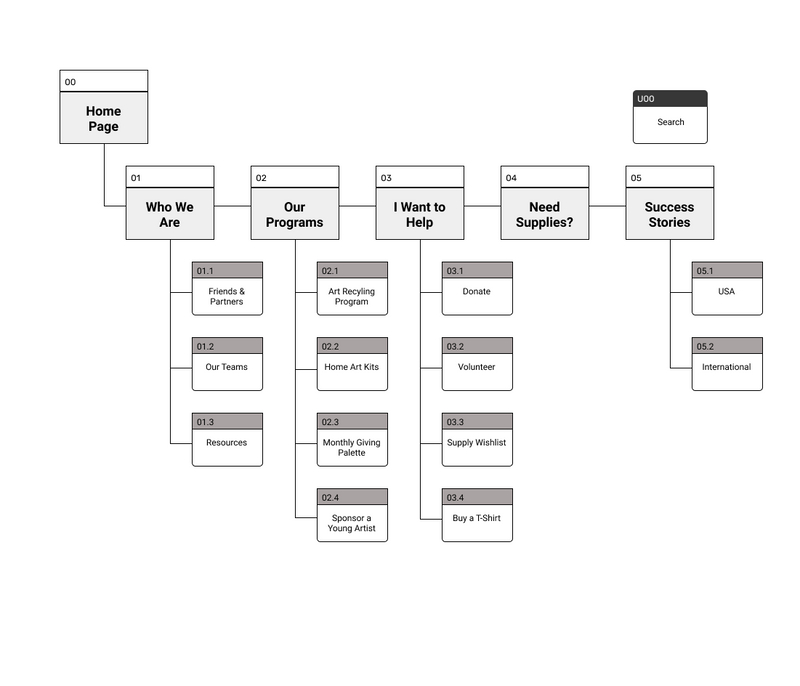 00
Home
Page
U00
Search
01
Who We
Are
02
Our
Programs
03
I Want to
Help
04
Need
Supplies?
05
Success
Stories
01.1
Friends &
Partners
01.2
Our Teams
01.3
Resources
02.1
Art Recyling
Program
02.2
Home Art Kits
02.3
Monthly Giving
Palette
02.4
Sponsor a
Young Artist
03.1
Donate
03.2
Volunteer
03.3
Supply Wishlist
03.4
Buy a T-Shirt
05.1
USA
05.2
International